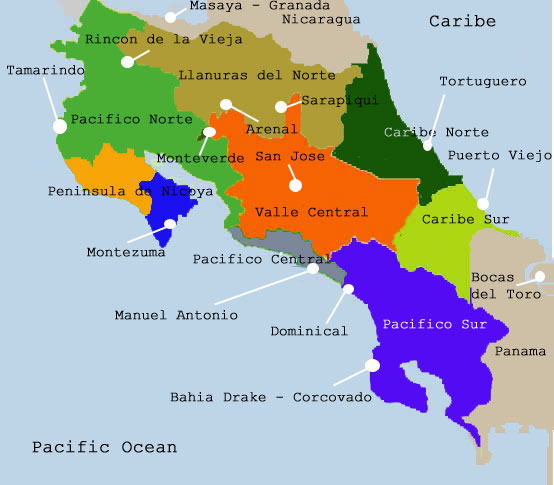 Masaya - Granada
Nicaragua
Caribe
Rincon de la Vieja
Tamarindo
Llanuras del Norte
Tortuguero
Sarapiqui
Pacifico Norte
Arenal
Caribe Norte
Monteverde
San Jose
Puerto Viejo
Peninsula de Nicoya
Valle Central
Caribe Sur
Montezuma
Pacifico Central
Bocas
del Toro
Manuel Antonio
Dominical
Pacifico Sur
Panama
Bahia Drake - Corcovado
Pacific Ocean